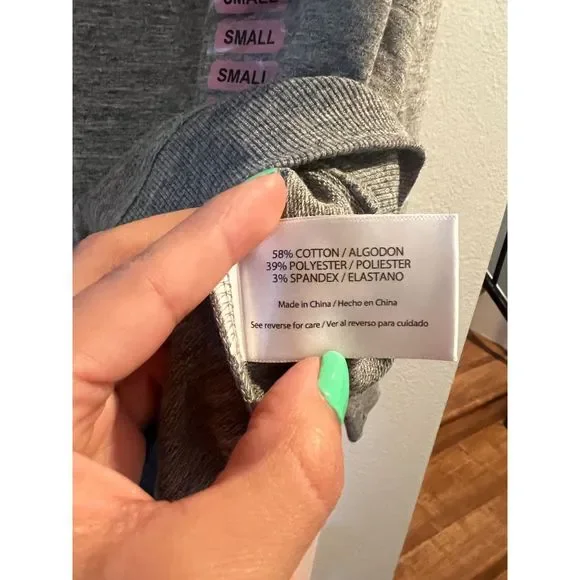 SMALL
SMALL
SMALL
58% COTTON / ALGODON
39% POLYESTER / POLIESTER
3% SPANDEX / ELASTANO
Made in China / Hecho en China
See reverse for care / Ver al reverso para cuidado